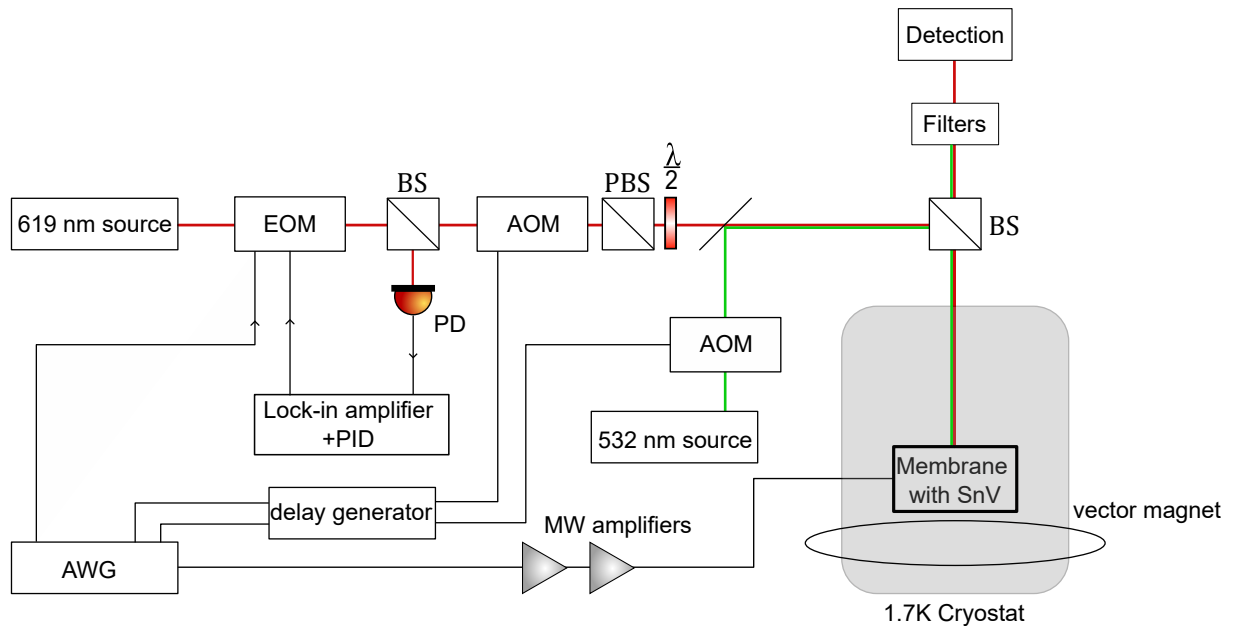 Detection
Filters
BS
PBS
λ
2
619 nm source
EOM
AOM
BS
PD
AOM
Lock-in amplifier
+PID
532 nm source
Membrane
with SnV
delay generator
MW amplifiers
vector magnet
AWG
1.7K Cryostat